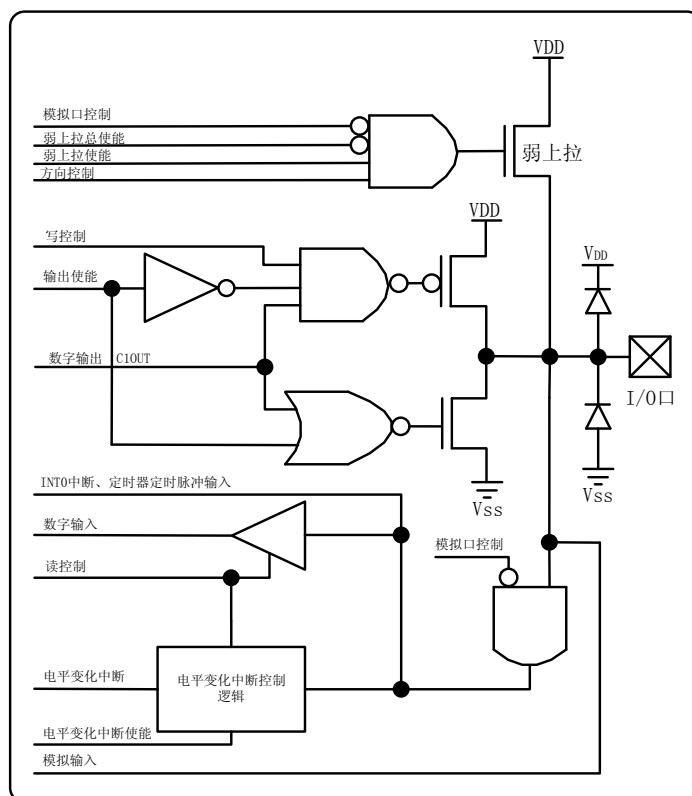 VDD
模拟口控制
弱上拉总使能
弱上拉使能
方向控制
弱上拉
写控制
VDD
输出使能
VDD
数字输出 C1OUT
I/O口
INT0中断、定时器定时脉冲输入
Vss
Vss
数字输入
模拟口控制
读控制
电平变化中断
电平变化中断控制
逻辑
电平变化中断使能
模拟输入